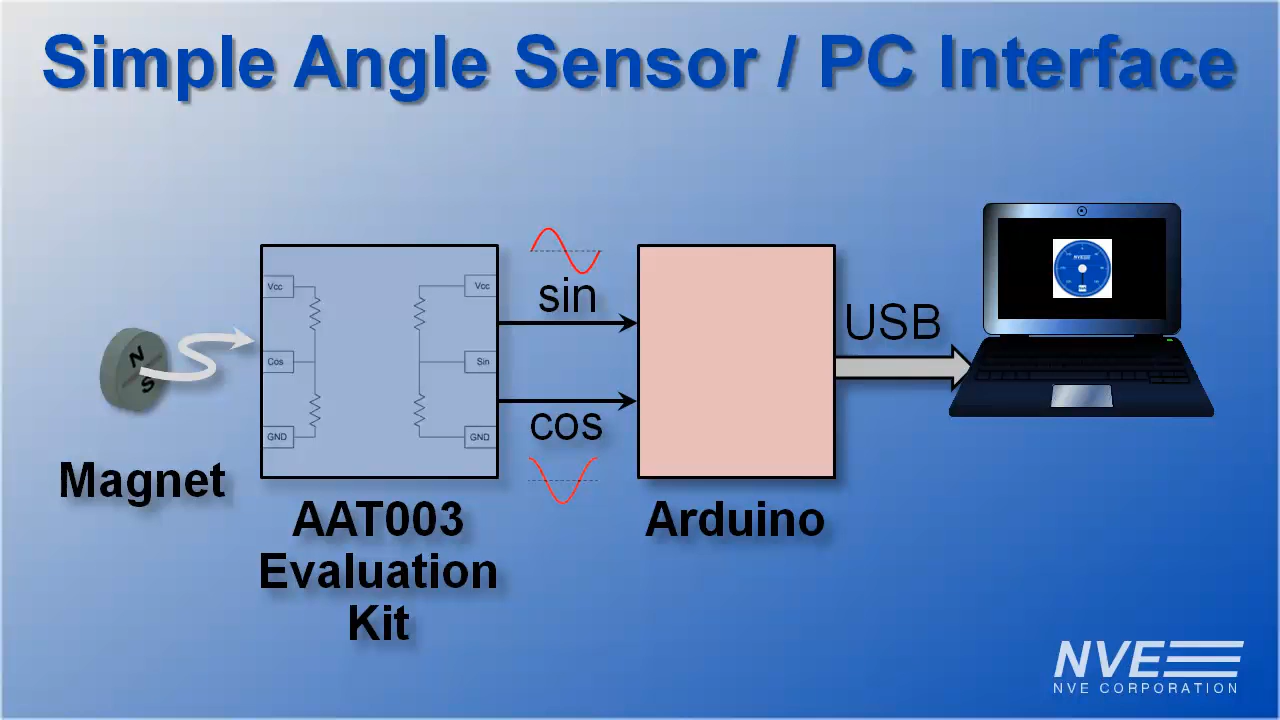 Simple Angle Sensor / PC Interface
N
S
Magnet
Vcc
Cos
GND
Vcc
Sin
GND
AAT003
Evaluation
Kit
sin
cos
Arduino
USB
NVE
NVE CORPORATION